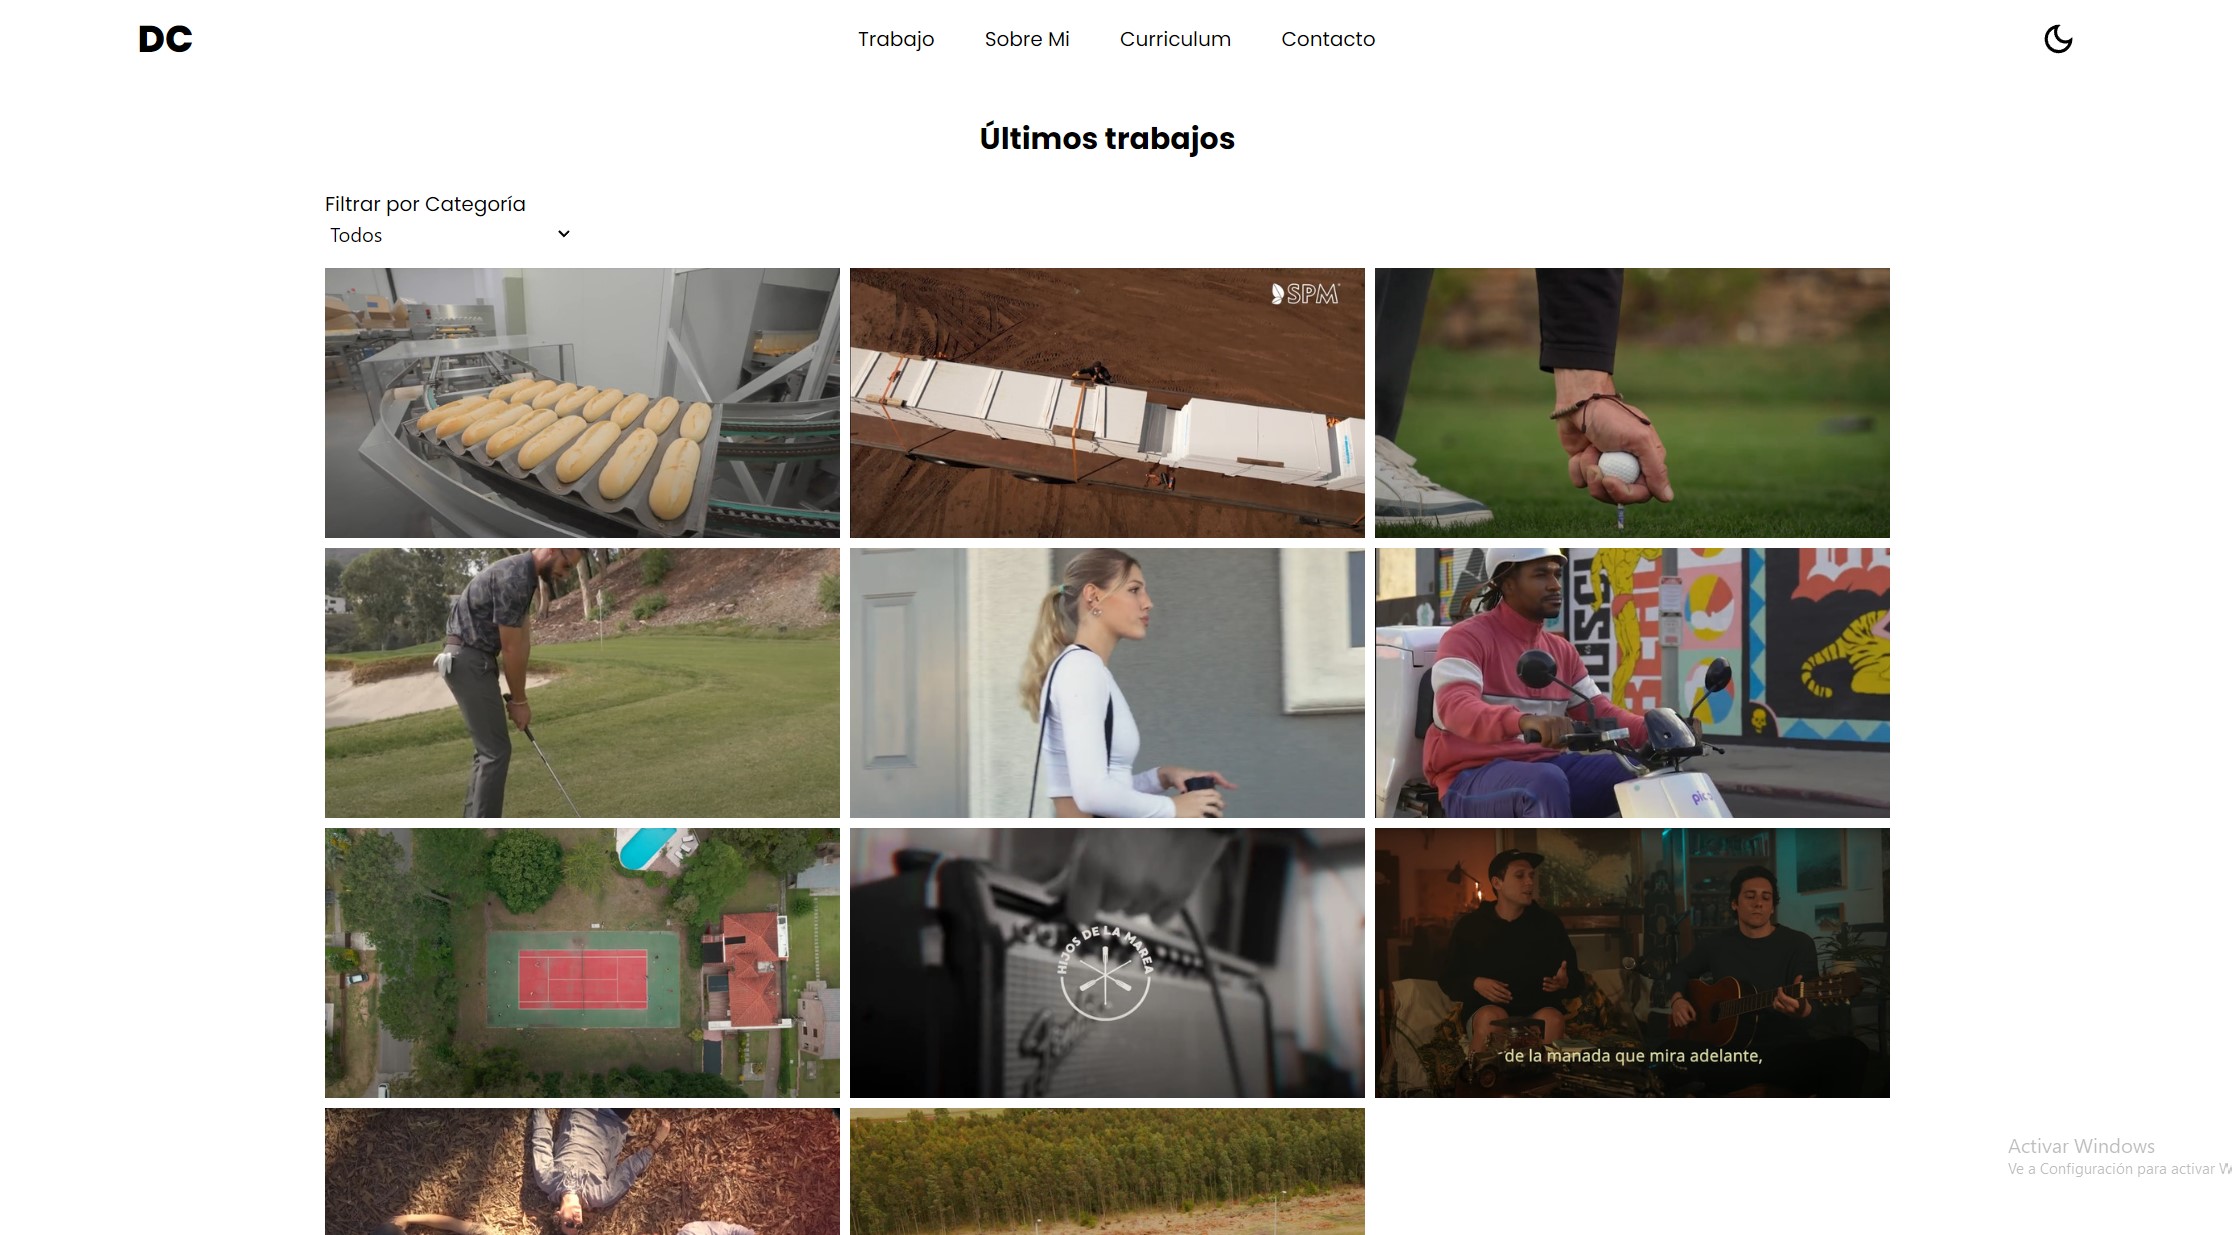 DC
Trabajo
Sobre Mi
Curriculum
Contacto
Últimos trabajos
Filtrar por Categoría
Todos
SPM
HIJOS DE LA MAREA
de la manada que mira adelante,
Activar Windows
Ve a Configuración para activar W